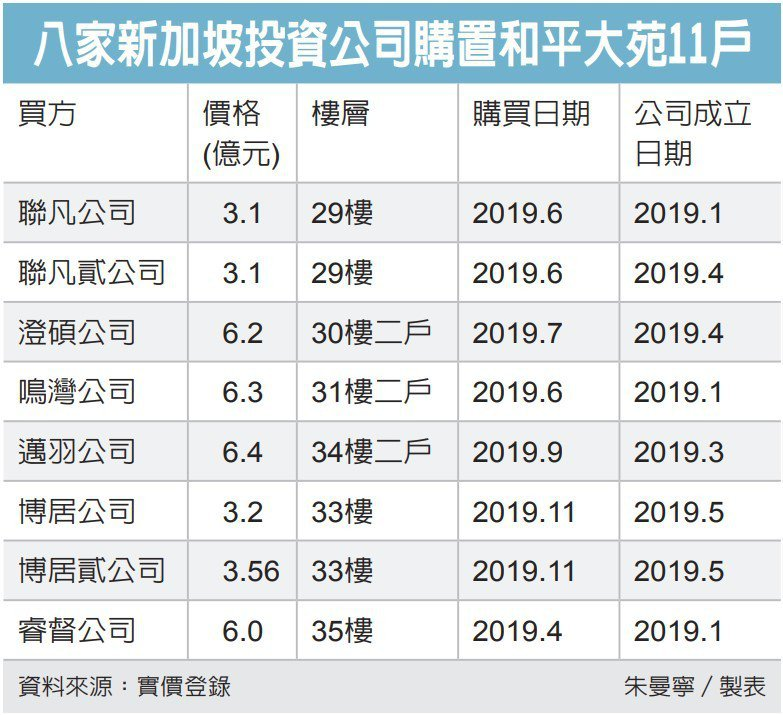 八家新加坡投資公司購置和平大苑11戶
買方 價格 樓層 購買日期 公司成立
(億元) 日期
聯凡公司 3.1 29樓 2019.6 2019.1
聯凡貳公司 3.1 29樓 2019.6 2019.4
澄碩公司 6.2 30樓二戶 2019.7 2019.4
鳴灣公司 6.3 31樓二戶 2019.6 2019.1
邁羽公司 6.4 34樓二戶 2019.9 2019.3
博居公司 3.2 33樓 2019.11 2019.5
博居貳公司 3.56 33樓 2019.11 2019.5
睿督公司 6.0 35樓 2019.4 2019.1
資料來源：實價登錄 朱曼寧／製表